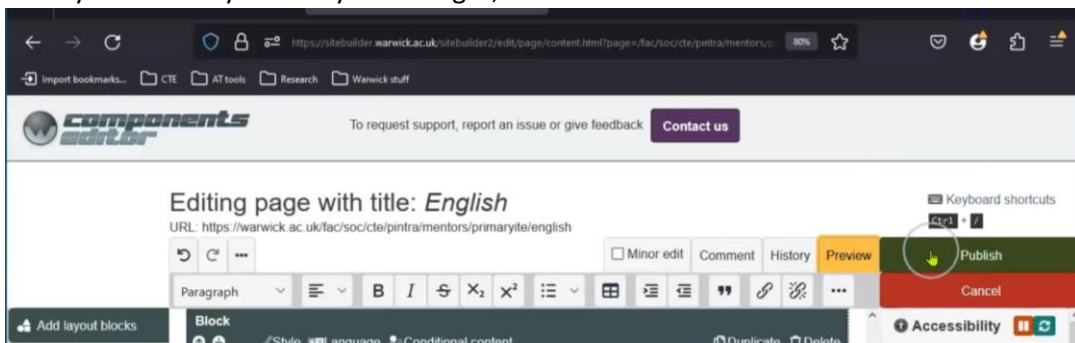 https://sitebuilder.warwick.ac.uk/sitebuilder2/edit/page/content.html?page=/fac/soc/cte/pintra/mentors/p 80%
Import bookmarks... CTE AT tools Research Warwick stuff
components editor
To request support, report an issue or give feedback Contact us
Editing page with title: English
Keyboard shortcuts
URL: https://warwick.ac.uk/fac/soc/cte/pintra/mentors/primaryite/english
Ctrl + /
Minor edit Comment History Preview Publish
Paragraph B I S X₂ X² Cancel
Add layout blocks
Block
Accessibility
Style Language Conditional content Duplicate Delete